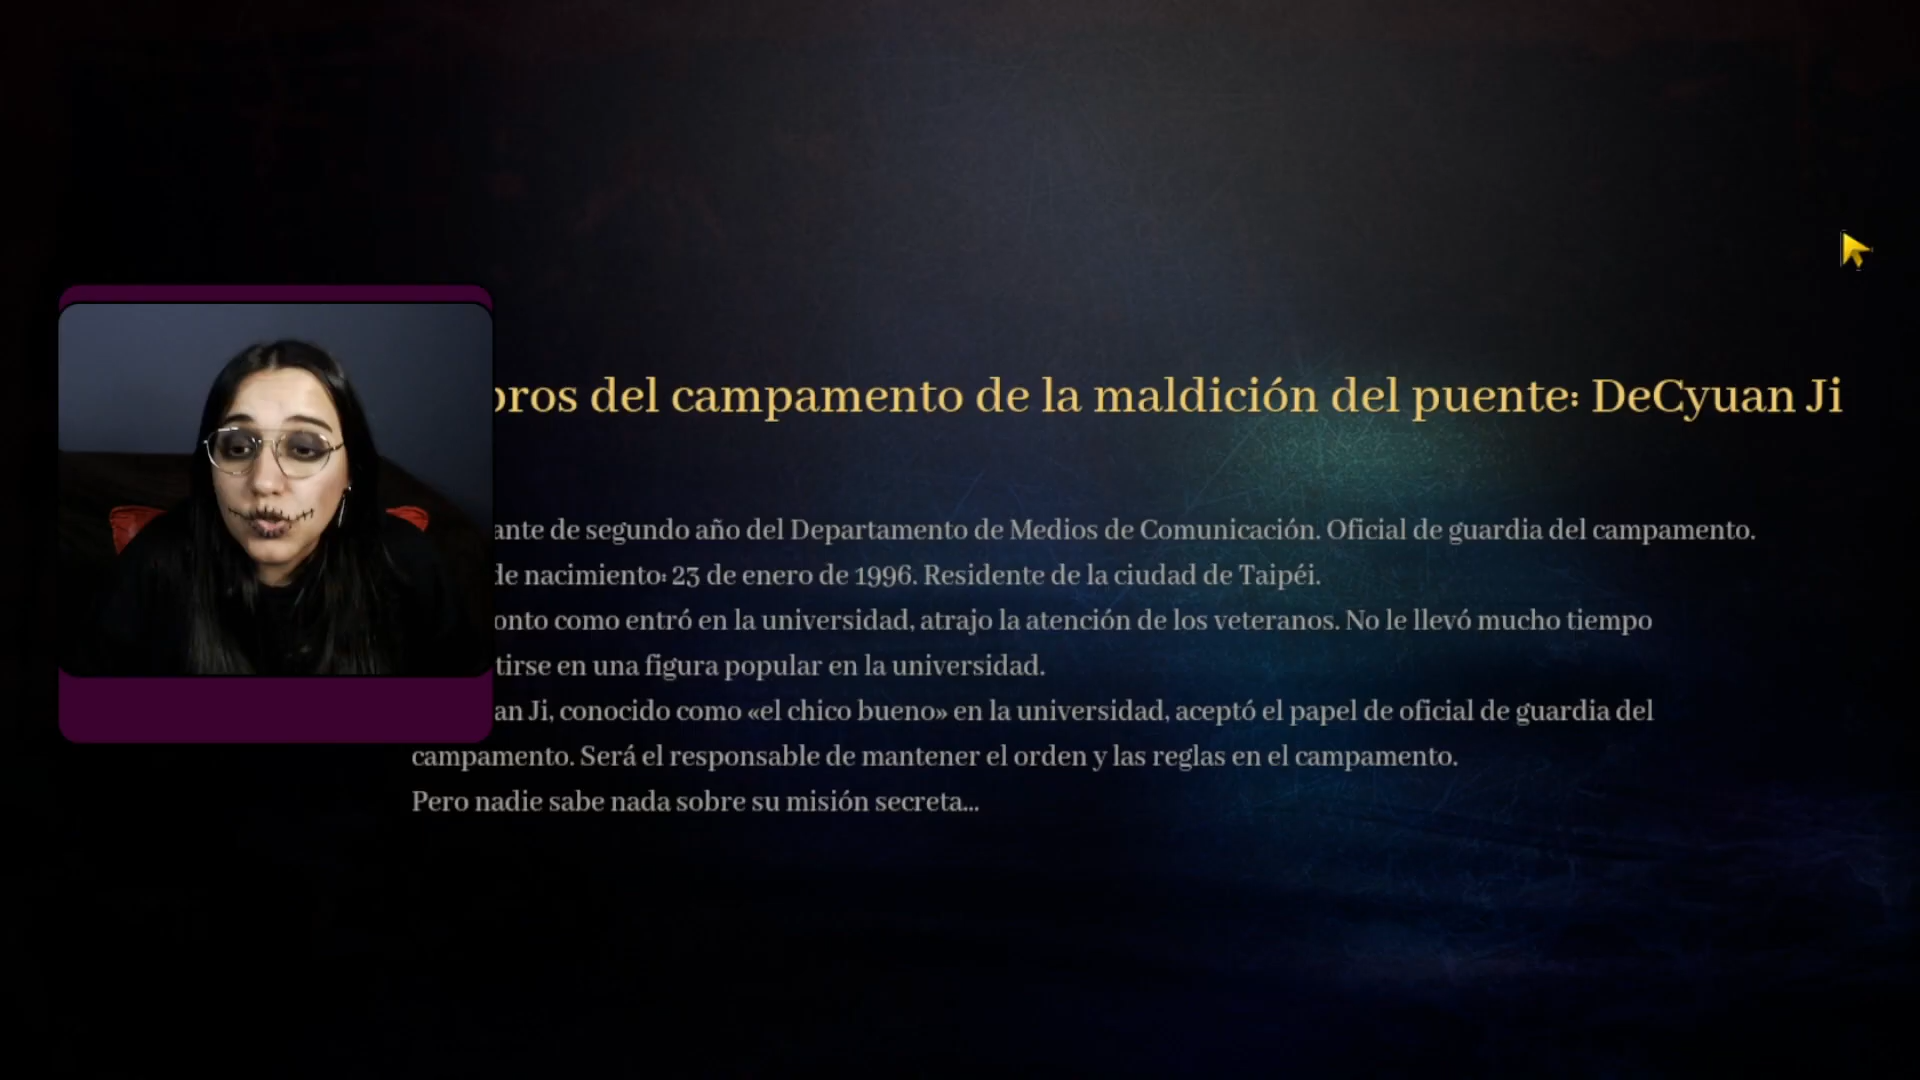 del campamento de la maldición del puente: DeCyuan Ji
de segundo año del Departamento de Medios de Comunicación. Oficial de guardia del campamento.
de nacimiento: 23 de enero de 1996. Residente de la ciudad de Taipéi.
como entró en la universidad, atrajo la atención de los veteranos. No le llevó mucho tiempo
en una figura popular en la universidad.
Ji, conocido como «el chico bueno» en la universidad, aceptó el papel de oficial de guardia del
campamento. Será el responsable de mantener el orden y las reglas en el campamento.
Pero nadie sabe nada sobre su misión secreta...